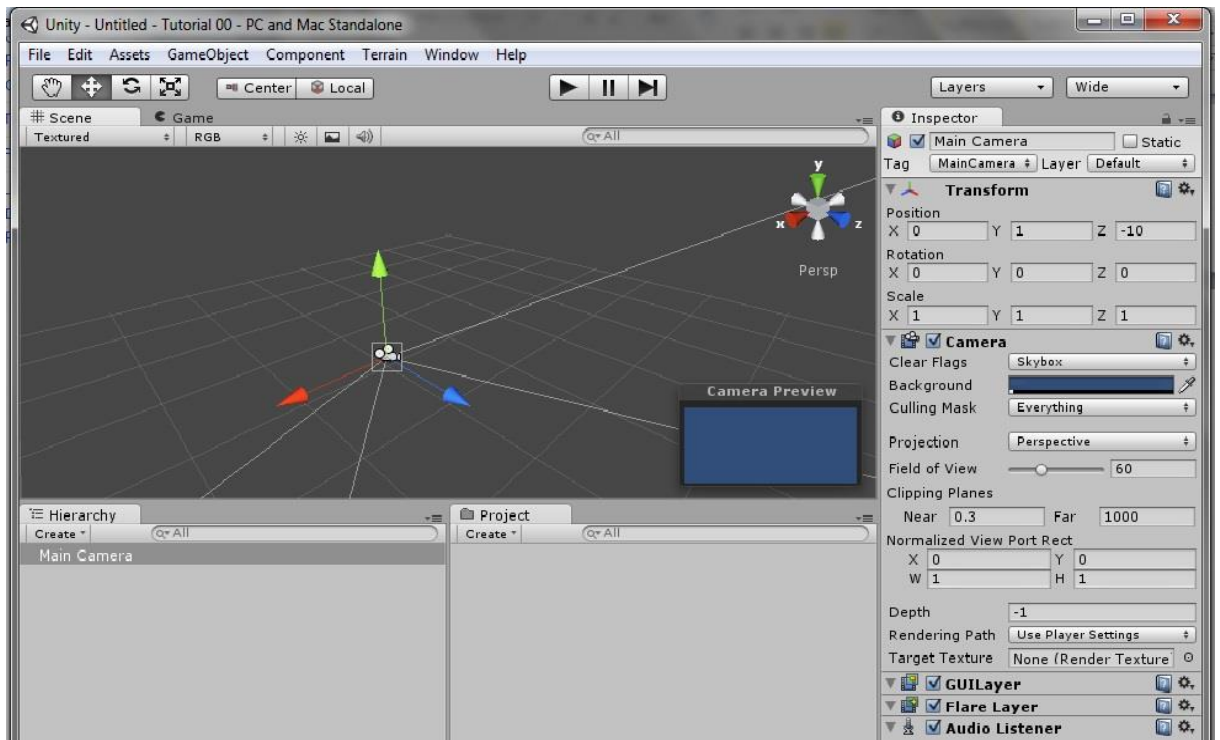 Unity - Untitled - Tutorial 00 - PC and Mac Standalone
File Edit Assets GameObject Component Terrain Window Help
Center Local Layers Wide
Scene Game
Textured RGB All
y
x z
Persp
Camera Preview
Hierarchy
Create All
Main Camera
Project
Create All
Inspector
Main Camera Static
Tag MainCamera Layer Default
Transform
Position
X 0 Y 1 Z -10
Rotation
X 0 Y 0 Z 0
Scale
X 1 Y 1 Z 1
Camera
Clear Flags Skybox
Background
Culling Mask Everything
Projection Perspective
Field of View 60
Clipping Planes
Near 0.3 Far 1000
Normalized View Port Rect
X 0 Y 0
W 1 H 1
Depth -1
Rendering Path Use Player Settings
Target Texture None (Render Texture
GUILayer
Flare Layer
Audio Listener